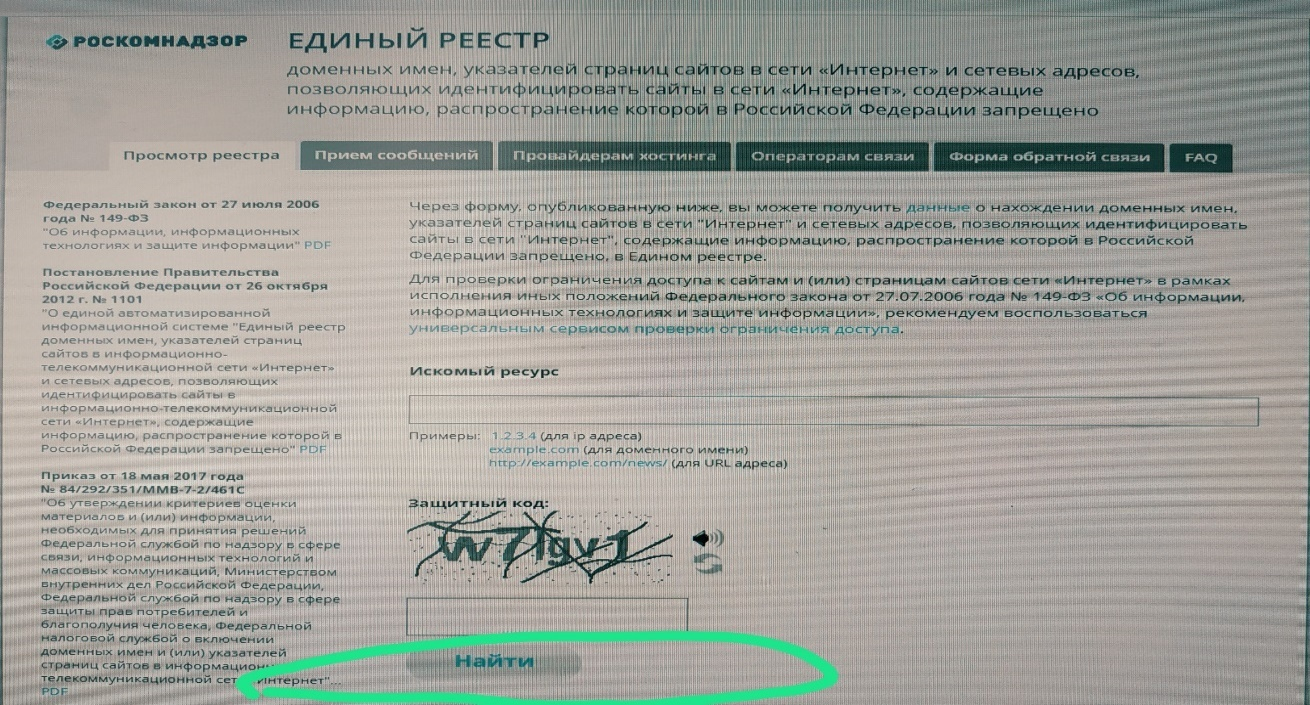 РОСКОМНАДЗОР
ЕДИНЫЙ РЕЕСТР
доменных имен, указателей страниц сайтов в сети «Интернет» и сетевых адресов,
позволяющих идентифицировать сайты в сети «Интернет», содержащие
информацию, распространение которой в Российской Федерации запрещено
Просмотр реестра
Прием сообщений
Провайдерам хостинга
Операторам связи
Форма обратной связи
FAQ
Федеральный закон от 27 июля 2006
года № 149-ФЗ
"Об информации, информационных
технологиях и защите информации" PDF
Постановление Правительства
Российской Федерации от 26 октября
2012 г. № 1101
"О единой автоматизированной
информационной системе "Единый реестр
доменных имен, указателей страниц
сайтов в информационно-
телекоммуникационной сети «Интернет»
и сетевых адресов, позволяющих
идентифицировать сайты в
информационно-телекоммуникационной
сети «Интернет», содержащие
информацию, распространение которой в
Российской Федерации запрещено" PDF
Приказ от 18 мая 2017 года
№ 84/292/351/ММВ-7-2/461С
"Об утверждении критериев оценки
материалов и (или) информации,
необходимых для принятия решений
Федеральной службой по надзору в сфере
связи, информационных технологий и
массовых коммуникаций, Министерством
внутренних дел Российской Федерации,
Федеральной службой по надзору в сфере
защиты прав потребителей и
благополучия человека, Федеральной
налоговой службой о включении
доменных имен и (или) указателей
страниц сайтов в информационн
телекоммуникационной сет Интернет"...
PDF
Через форму, опубликованную ниже, вы можете получить данные о нахождении доменных имен,
указателей страниц сайтов в сети "Интернет" и сетевых адресов, позволяющих идентифицировать
сайты в сети "Интернет", содержащие информацию, распространение которой в Российской
Федерации запрещено, в Едином реестре.
Для проверки ограничения доступа к сайтам и (или) страницам сайтов сети «Интернет» в рамках
исполнения иных положений Федерального закона от 27.07.2006 года № 149-ФЗ «Об информации,
информационных технологиях и защите информации», рекомендуем воспользоваться
универсальным сервисом проверки ограничения доступа.
Искомый ресурс
Примеры: 1.2.3.4 (для ip адреса)
example.com (для доменного имени)
http://example.com/news/ (для URL адреса)
Защитный код:
Найти